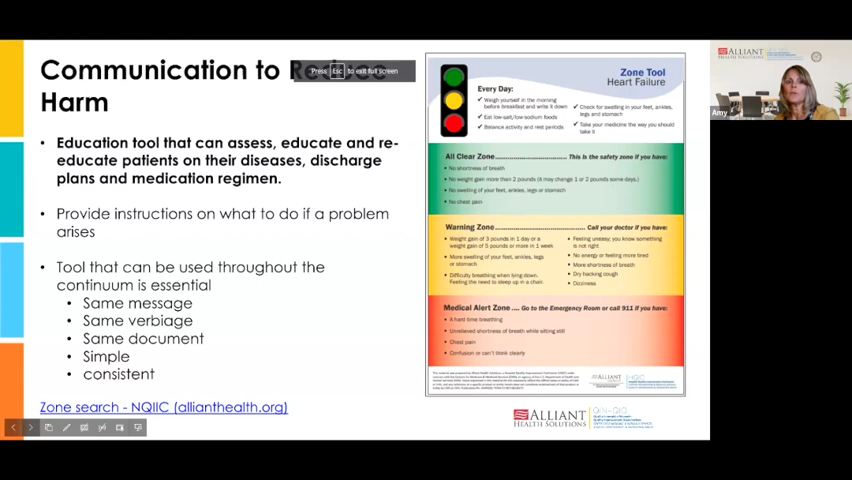 Communication to Reduce
Harm
Press Esc to exit full screen
• Education tool that can assess, educate and re-
educate patients on their diseases, discharge
plans and medication regimen.
• Provide instructions on what to do if a problem
arises
• Tool that can be used throughout the
continuum is essential
• Same message
• Same verbiage
• Same document
• Simple
• consistent
Zone search - NQIIC (allianthealth.org)
Zone Tool
Heart Failure
Every Day:
✓ Weigh yourself in the morning
before breakfast and write it down
✓ Eat low-salt/low-sodium foods
✓ Balance activity and rest periods
✓ Check for swelling in your feet, ankles,
legs and stomach
✓ Take your medicine the way you should
take it
All Clear Zone.......This is the safety zone if you have:
• No shortness of breath
• No weight gain more than 2 pounds (it may change 1 or 2 pounds some days.)
• No swelling of your feet, ankles, legs or stomach
• No chest pain
Warning Zone.......Call your doctor if you have:
• Weight gain of 3 pounds in 1 day or a
weight gain of 5 pounds or more in 1 week
• More swelling of your feet, ankles, legs
or stomach
• Difficulty breathing when lying down.
Feeling the need to sleep up in a chair.
• Feeling uneasy; you know something
is not right
• No energy or feeling more tired
• More shortness of breath
• Dry hacking cough
• Dizziness
Medical Alert Zone .... Go to the Emergency Room or call 911 if you have:
• A hard time breathing
• Unrelieved shortness of breath while sitting still
• Chest pain
• Confusion or can't think clearly
ALLIANT
HEALTH SOLUTIONS
QIN-QIO
ALLIANT
HEALTH SOLUTIONS
Amy